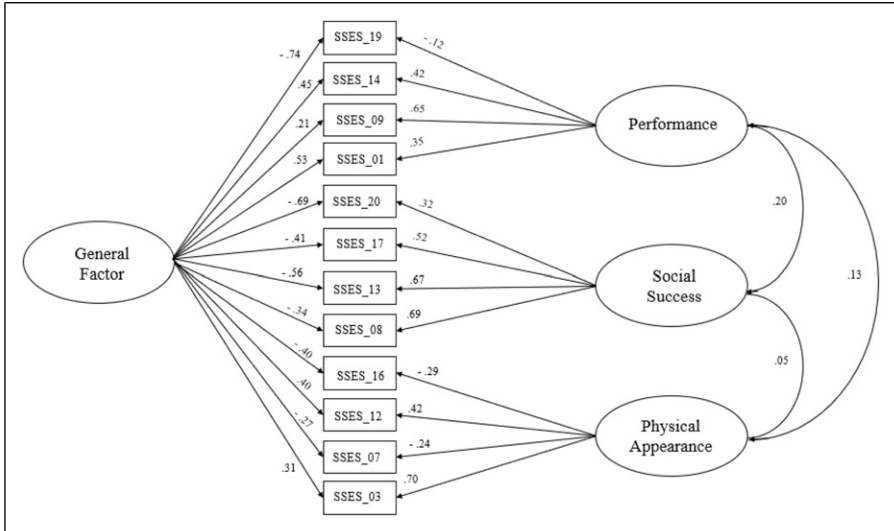 SSES_19
SSES_14
SSES_09
SSES_01
SSES_20
SSES_17
SSES_13
SSES_08
SSES_16
SSES_12
SSES_07
SSES_03
General
Factor
Performance
Social
Success
Physical
Appearance
- .74
.45
.21
.53
- .69
- .41
- .56
- .34
- .40
.40
- .27
.31
- .12
.42
.65
.35
.32
.52
.67
.69
- .29
.42
- .24
.70
.20
.13
.05